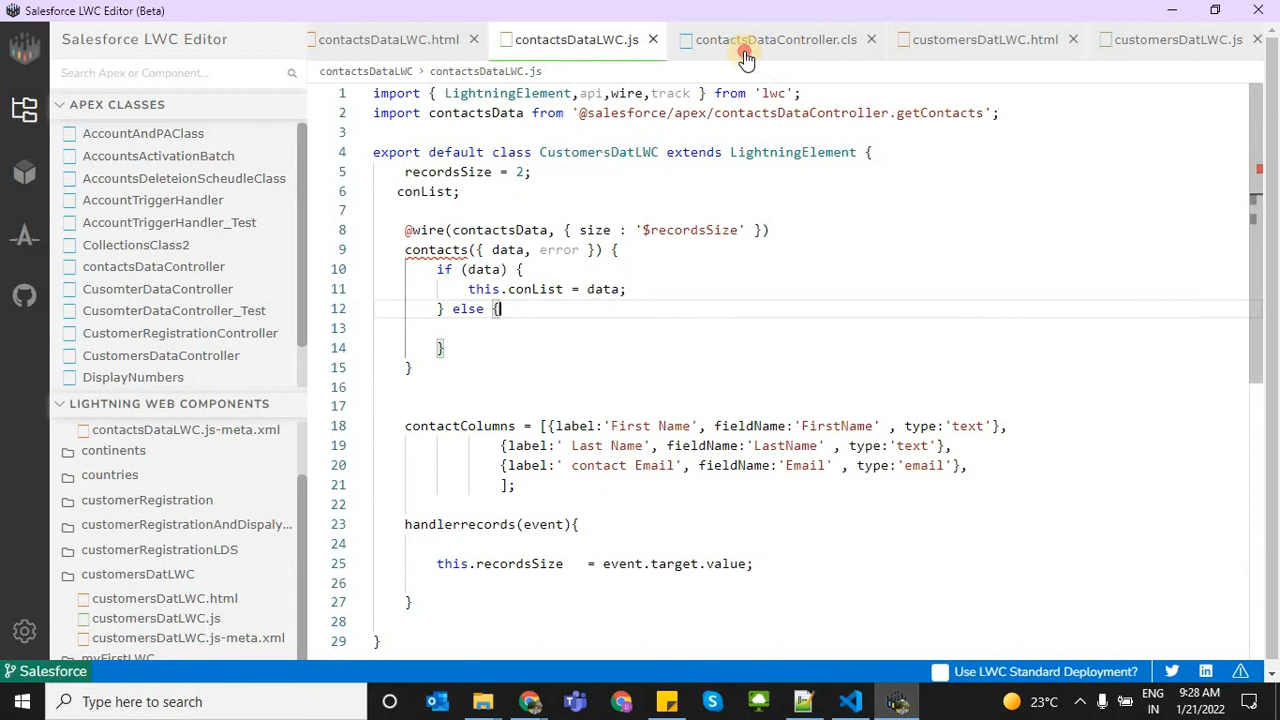 Salesforce LWC Editor (Beta)
Salesforce LWC Editor
contactsDataLWC.html
contactsDataLWC.js
contactsDataController.cls
customersDatLWC.html
customersDatLWC.js
Search Apex / Compon...
contactsDataLWC > contactsDataLWC.js
APEX CLASSES
AccountAndPAClass
AccountsActivationBatch
AccountsDeleteionScheudleClass
AccountTriggerHandler
AccountTriggerHandler_Test
CollectionsClass2
contactsDataController
CusomterDataController
CusomterDataController_Test
CustomerRegistrationController
CustomersDataController
DisplayNumbers
LIGHTNING WEB COMPONENTS
contactsDataLWC.js-meta.xml
continents
countries
customerRegistration
customerRegistrationAndDispaly...
customerRegistrationLDS
customersDatLWC
customersDatLWC.html
customersDatLWC.js
customersDatLWC.js-meta.xml
myFirstLWC
1 import { LightningElement,api,wire,track } from 'lwc';
2 import contactsData from '@salesforce/apex/contactsDataController.getContacts';
3
4 export default class CustomersDatLWC extends LightningElement {
5 recordsSize = 2;
6 conList;
7
8 @wire(contactsData, { size : '$recordsSize' })
9 contacts({ data, error }) {
10 if (data) {
11 this.conList = data;
12 } else {
13
14 }
15 }
16
17
18 contactColumns = [{label:'First Name', fieldName:'FirstName' , type:'text'},
19 {label:' Last Name', fieldName:'LastName' , type:'text'},
20 {label:' contact Email', fieldName:'Email' , type:'email'},
21 ];
22
23 handlerrecords(event){
24
25 this.recordsSize = event.target.value;
26
27 }
28
29 }
Salesforce
Use LWC Standard Deployment?
Type here to search
23°C
ENG
IN
9:28 AM
1/21/2022